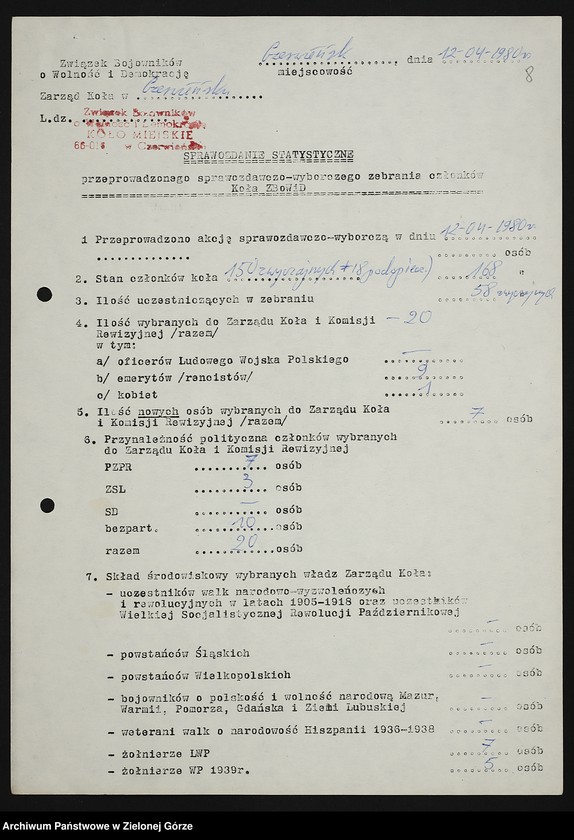 Związek Bojowników
o Wolność i Demokrację
Czerwieńsk, dnia 12-04-1980r.
miejscowość
8
Zarząd Koła w Czerwieńsku
L.dz.
Związek Bojowników
o Wolność i Demokrację
KOŁO MIEJSKIE
w Czerwieńsku
SPRAWOZDANIE STATYSTYCZNE
przeprowadzonego sprawozdawczo-wyborczego zebrania członków
Koła ZBoWiD
1 Przeprowadzono akcję sprawozdawczo-wyborczą w dniu 12-04-1980r.
osób
2. Stan członków koła 150 zwyczajnych + 18 podopiecz.) 168 "
3. Ilość uczestniczących w zebraniu 58 zwyczajnych.
4. Ilość wybranych do Zarządu Koła i Komisji - 20
Rewizyjnej /razem/
w tym:
a/ oficerów Ludowego Wojska Polskiego —
b/ emerytów /rencistów/ 9
c/ kobiet 1
5. Ilość nowych osób wybranych do Zarządu Koła
i Komisji Rewizyjnej /razem/ 7 osób
6. Przynależność polityczna członków wybranych
do Zarządu Koła i Komisji Rewizyjnej
PZPR 7 osób
ZSL 3 osób
SD — osób
bezpart. 10 osób
razem 20 osób
7. Skład środowiskowy wybranych władz Zarządu Koła:
- uczestników walk narodowo-wyzwoleńczych
i rewolucyjnych w latach 1905-1918 oraz uczestników
Wielkiej Socjalistycznej Rewolucji Październikowej
— osób
- powstańców Śląskich — osób
- powstańców Wielkopolskich — osób
- bojowników o polskość i wolność narodową Mazur,
Warmii, Pomorza, Gdańska i Ziemi Lubuskiej — osób
- weterani walk o narodowość Hiszpanii 1936-1938 — osób
- żołnierze LWP 7 osób
- żołnierze WP 1939r. 5 osób
Archiwum Państwowe w Zielonej Górze